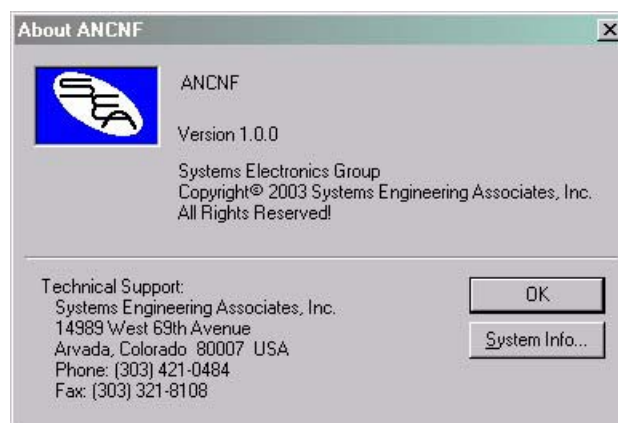 About ANCNF
SEA
ANCNF
Version 1.0.0
Systems Electronics Group
Copyright© 2003 Systems Engineering Associates, Inc.
All Rights Reserved!
Technical Support:
Systems Engineering Associates, Inc.
14989 West 69th Avenue
Arvada, Colorado 80007 USA
Phone: (303) 421-0484
Fax: (303) 321-8108
OK
System Info...